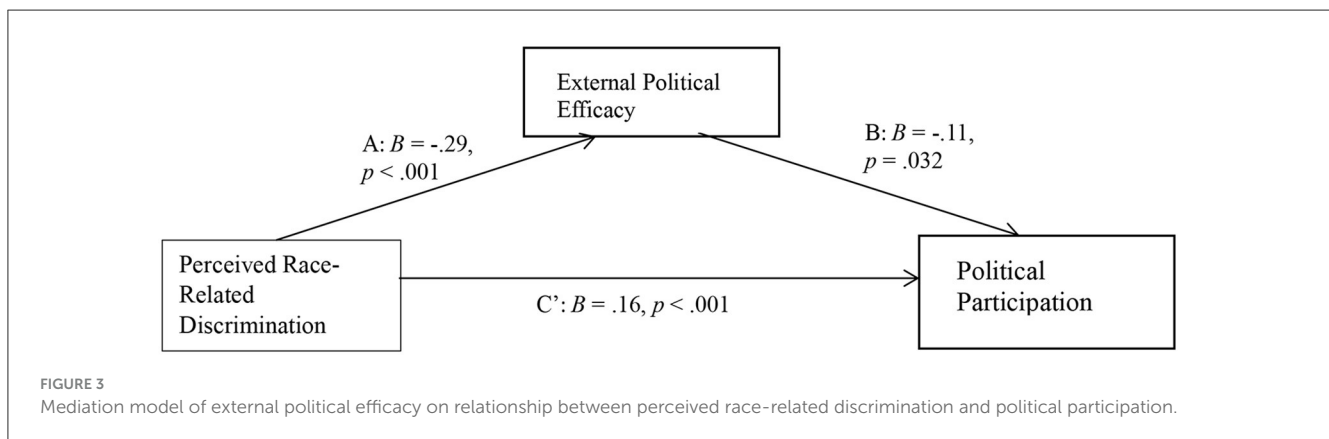 External Political
Efficacy
A: B = -.29,
p < .001
B: B = -.11,
p = .032
Perceived Race-
Related
Discrimination
C’: B = .16, p < .001
Political
Participation
FIGURE 3
Mediation model of external political efficacy on relationship between perceived race-related discrimination and political participation.